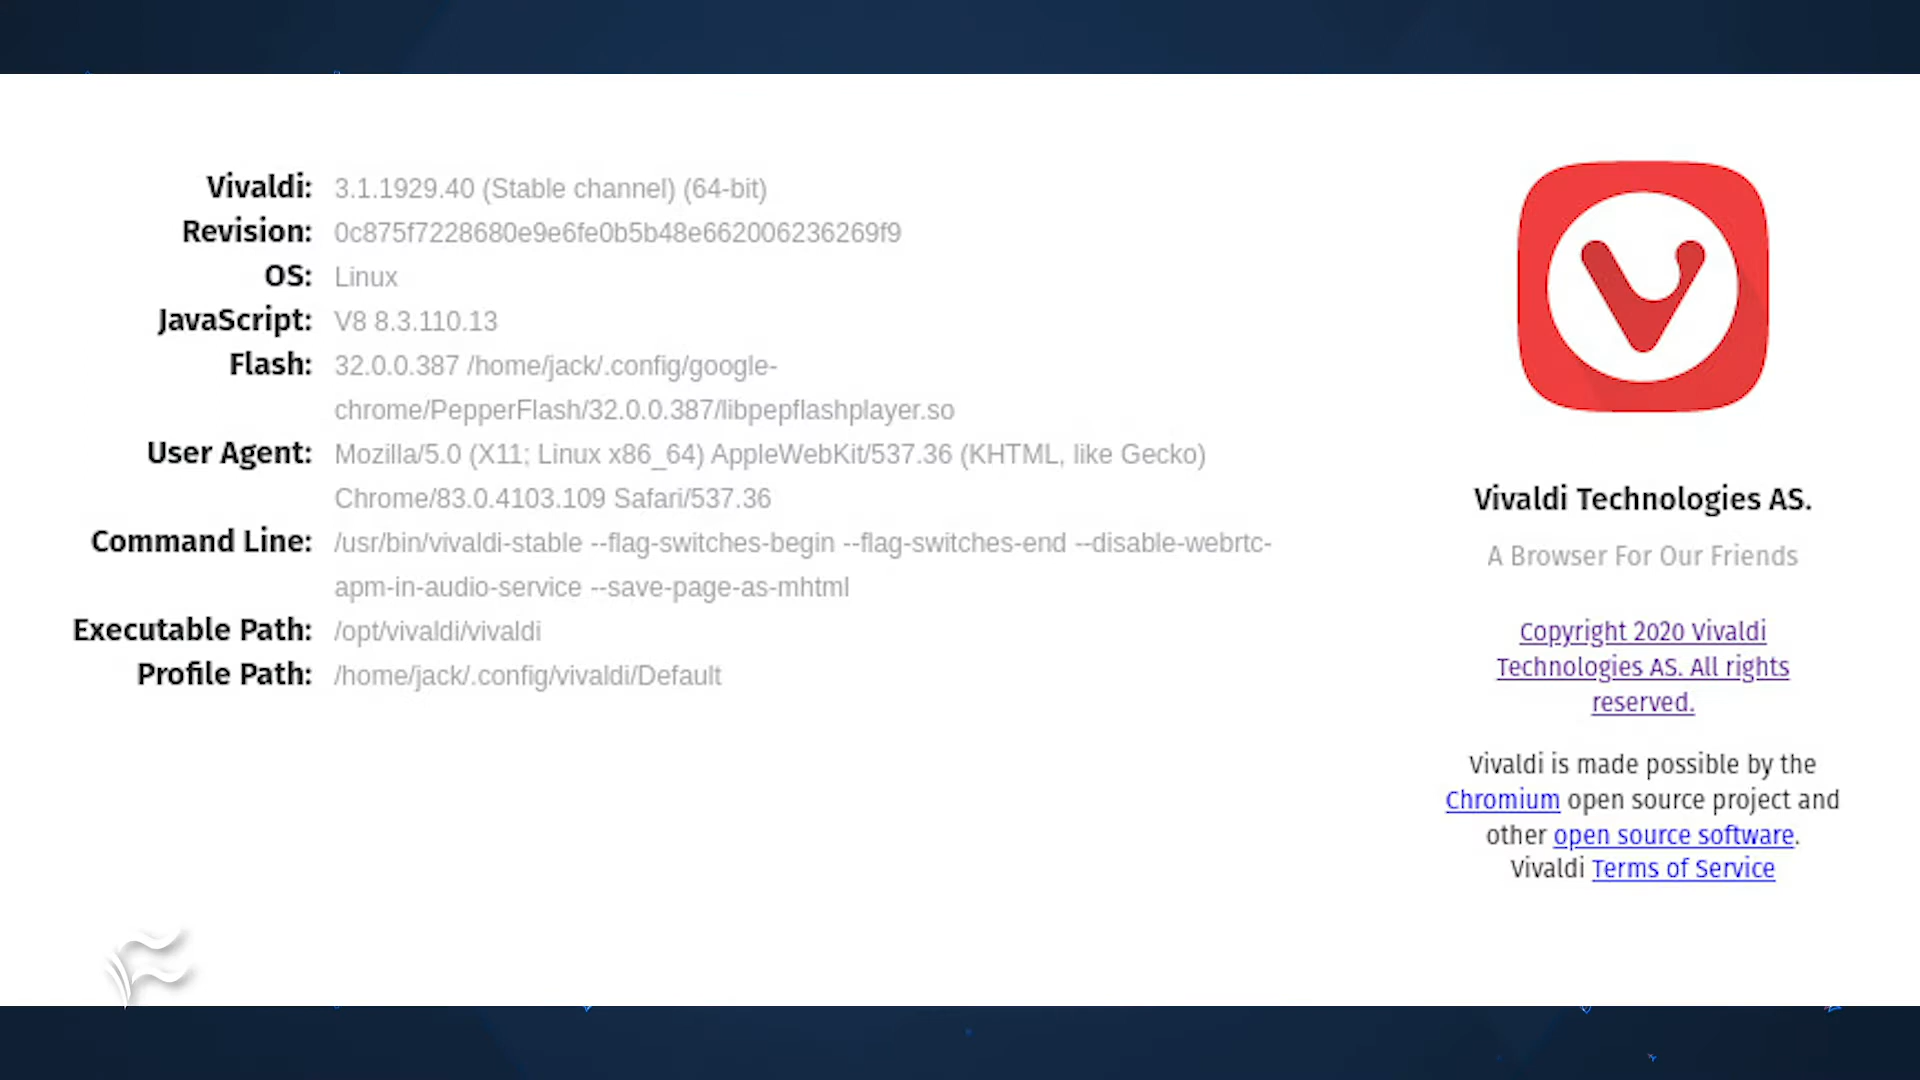 Vivaldi: 3.1.1929.40 (Stable channel) (64-bit)
Revision: 0c875f7228680e9e6fe0b5b48e662006236269f9
OS: Linux
JavaScript: V8 8.3.110.13
Flash: 32.0.0.387 /home/jack/.config/google-
chrome/PepperFlash/32.0.0.387/libpepflashplayer.so
User Agent: Mozilla/5.0 (X11; Linux x86_64) AppleWebKit/537.36 (KHTML, like Gecko)
Chrome/83.0.4103.109 Safari/537.36
Command Line: /usr/bin/vivaldi-stable --flag-switches-begin --flag-switches-end --disable-webrtc-
apm-in-audio-service --save-page-as-mhtml
Executable Path: /opt/vivaldi/vivaldi
Profile Path: /home/jack/.config/vivaldi/Default
Vivaldi Technologies AS.
A Browser For Our Friends
Copyright 2020 Vivaldi
Technologies AS. All rights
reserved.
Vivaldi is made possible by the
Chromium open source project and
other open source software.
Vivaldi Terms of Service